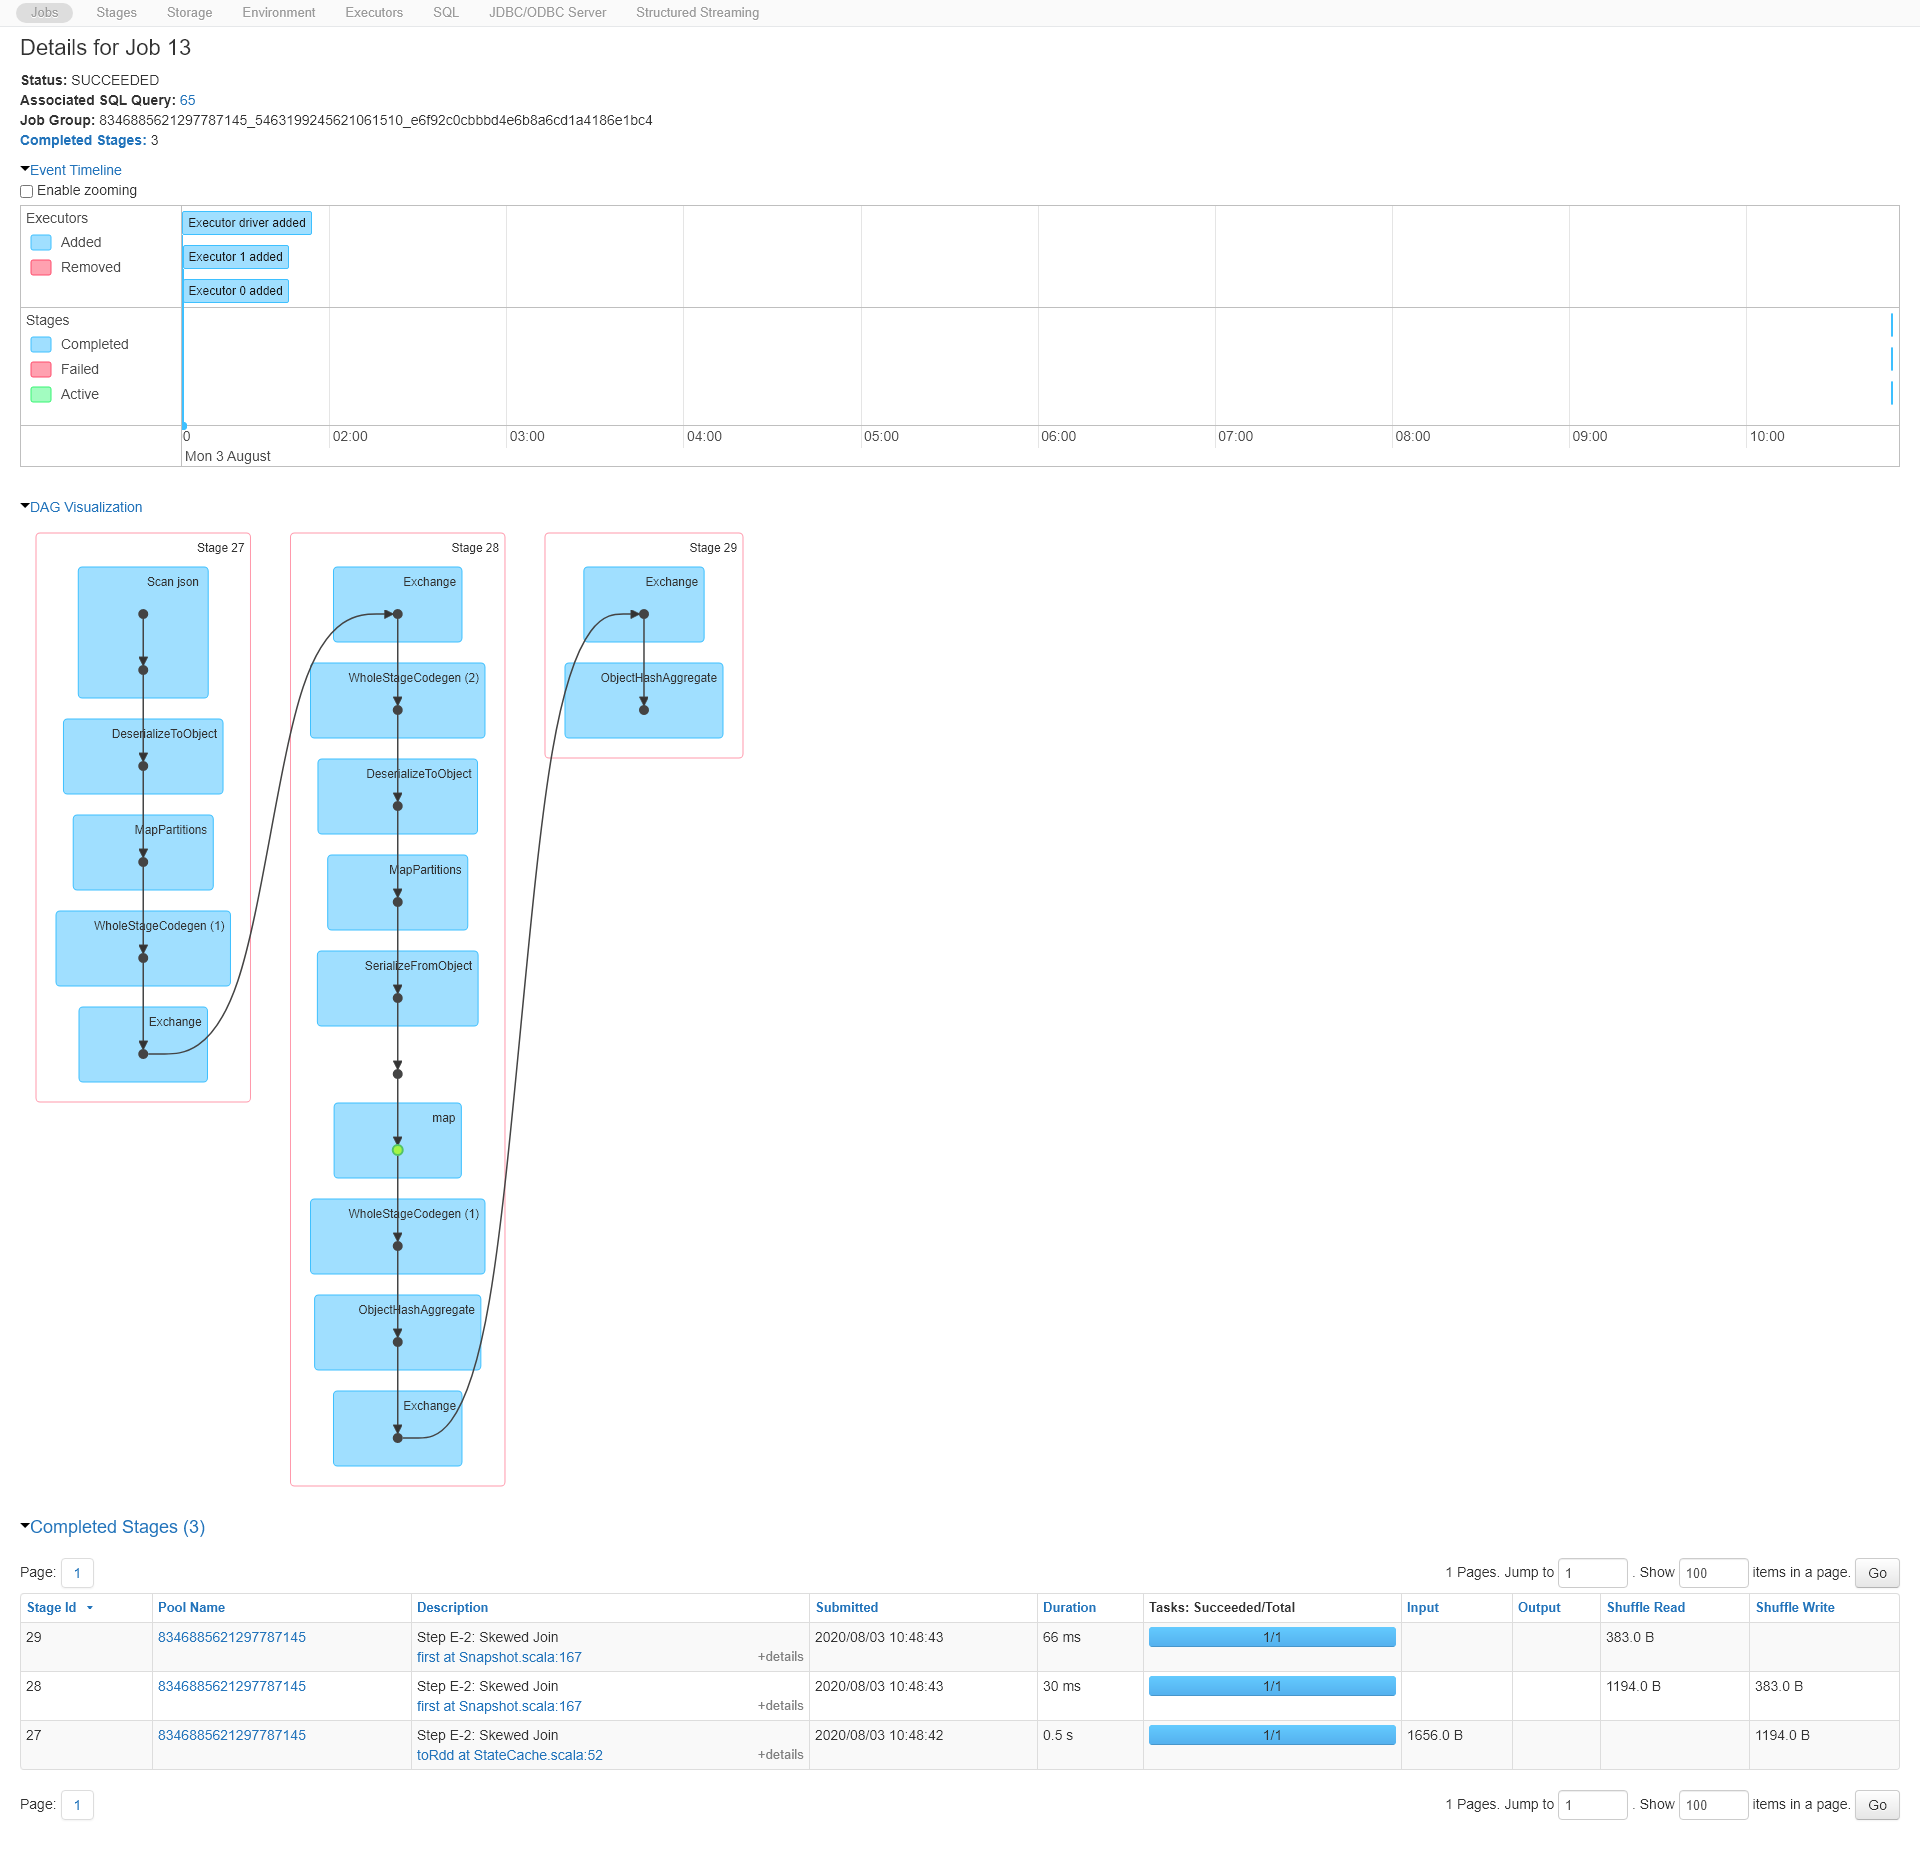 Jobs Stages Storage Environment Executors SQL JDBC/ODBC Server Structured Streaming
Details for Job 13
Status: SUCCEEDED
Associated SQL Query: 65
Job Group: 8346885621297787145_5463199245621061510_e6f92c0cbbbd4e6b8a6cd1a4186e1bc4
Completed Stages: 3
Event Timeline
Enable zooming
Executors
Added
Removed
Executor driver added
Executor 1 added
Executor 0 added
Stages
Completed
Failed
Active
0 02:00 03:00 04:00 05:00 06:00 07:00 08:00 09:00 10:00
Mon 3 August
DAG Visualization
Stage 27
Scan json
DeserializeToObject
MapPartitions
WholeStageCodegen (1)
Exchange
Stage 28
Exchange
WholeStageCodegen (2)
DeserializeToObject
MapPartitions
SerializeFromObject
map
WholeStageCodegen (1)
ObjectHashAggregate
Exchange
Stage 29
Exchange
ObjectHashAggregate
Completed Stages (3)
Page: 1 1 Pages. Jump to 1 . Show 100 items in a page. Go
Stage Id Pool Name Description Submitted Duration Tasks: Succeeded/Total Input Output Shuffle Read Shuffle Write
29 8346885621297787145 Step E-2: Skewed Join 2020/08/03 10:48:43 66 ms 1/1 383.0 B
first at Snapshot.scala:167 +details
28 8346885621297787145 Step E-2: Skewed Join 2020/08/03 10:48:43 30 ms 1/1 1194.0 B 383.0 B
first at Snapshot.scala:167 +details
27 8346885621297787145 Step E-2: Skewed Join 2020/08/03 10:48:42 0.5 s 1/1 1656.0 B 1194.0 B
toRdd at StateCache.scala:52 +details
Page: 1 1 Pages. Jump to 1 . Show 100 items in a page. Go